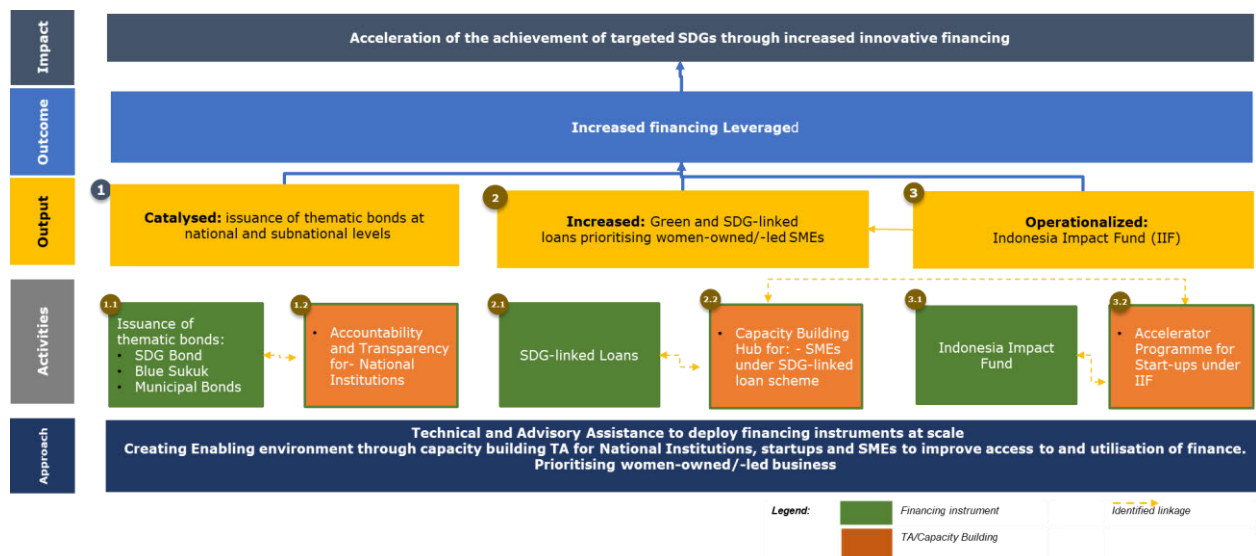 Impact
Acceleration of the achievement of targeted SDGs through increased innovative financing
Outcome
Increased financing Leveraged
Output
1
Catalysed: issuance of thematic bonds at
national and subnational levels
2
Increased: Green and SDG-linked
loans prioritising women-owned/-led SMEs
3
Operationalized:
Indonesia Impact Fund (IIF)
Activities
1.1
Issuance of
thematic bonds:
• SDG Bond
• Blue Sukuk
• Municipal Bonds
1.2
• Accountability
and Transparency
for- National
Institutions
2.1
SDG-linked Loans
2.2
• Capacity Building
Hub for: - SMEs
under SDG-linked
loan scheme
3.1
Indonesia Impact
Fund
3.2
• Accelerator
Programme for
Start-ups under
IIF
Approach
Technical and Advisory Assistance to deploy financing instruments at scale
Creating Enabling environment through capacity building TA for National Institutions, startups and SMEs to improve access to and utilisation of finance.
Prioritising women-owned/-led business
Legend:
Financing instrument
Identified linkage
TA/Capacity Building